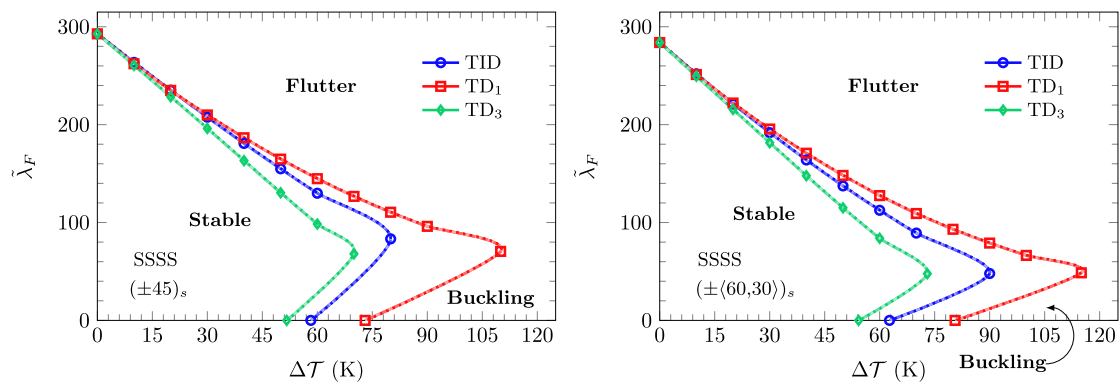 300
200
100
0
λ̃_F
Flutter
TID
TD₁
TD₃
Stable
SSSS
(±45)ₛ
Buckling
0 15 30 45 60 75 90 105 120
Δ𝒯 (K)
300
200
100
0
λ̃_F
Flutter
TID
TD₁
TD₃
Stable
SSSS
(±⟨60,30⟩)ₛ
0 15 30 45 60 75 90 105 120
Buckling
Δ𝒯 (K)